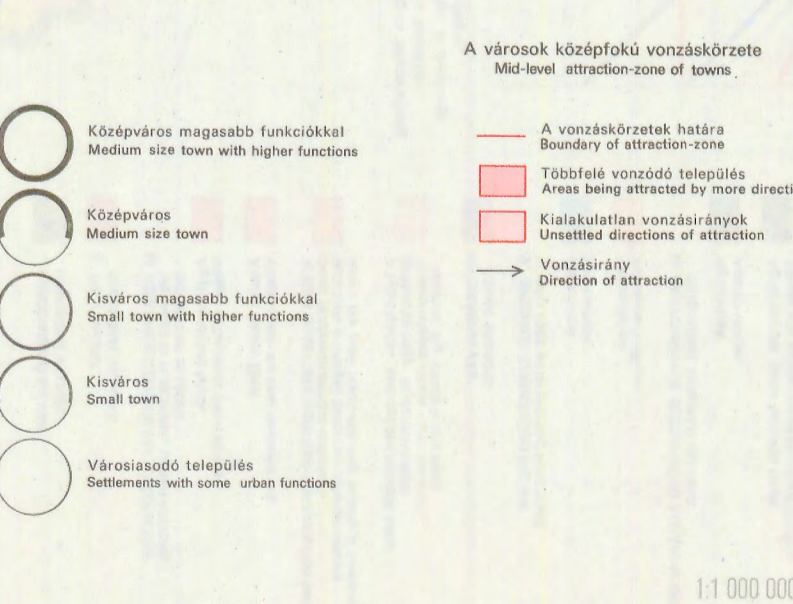 A városok középfokú vonzáskörzete
Mid-level attraction-zone of towns
Középváros magasabb funkciókkal
Medium size town with higher functions
Középváros
Medium size town
Kisváros magasabb funkciókkal
Small town with higher functions
Kisváros
Small town
Városiasodó település
Settlements with some urban functions
A vonzáskörzetek határa
Boundary of attraction-zone
Többfelé vonzódó település
Areas being attracted by more directi
Kialakulatlan vonzásirányok
Unsettled directions of attraction
Vonzásirány
Direction of attraction
1:1 000 000